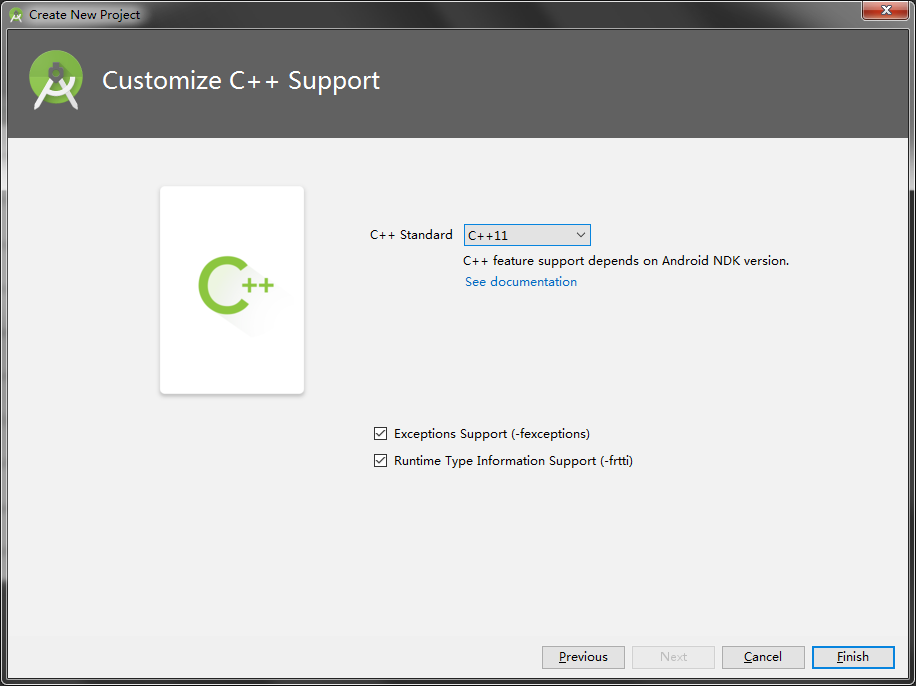 Create New Project
Customize C++ Support
C++
C++ Standard C++11
C++ feature support depends on Android NDK version.
See documentation
Exceptions Support (-fexceptions)
Runtime Type Information Support (-frtti)
Previous Next Cancel Finish